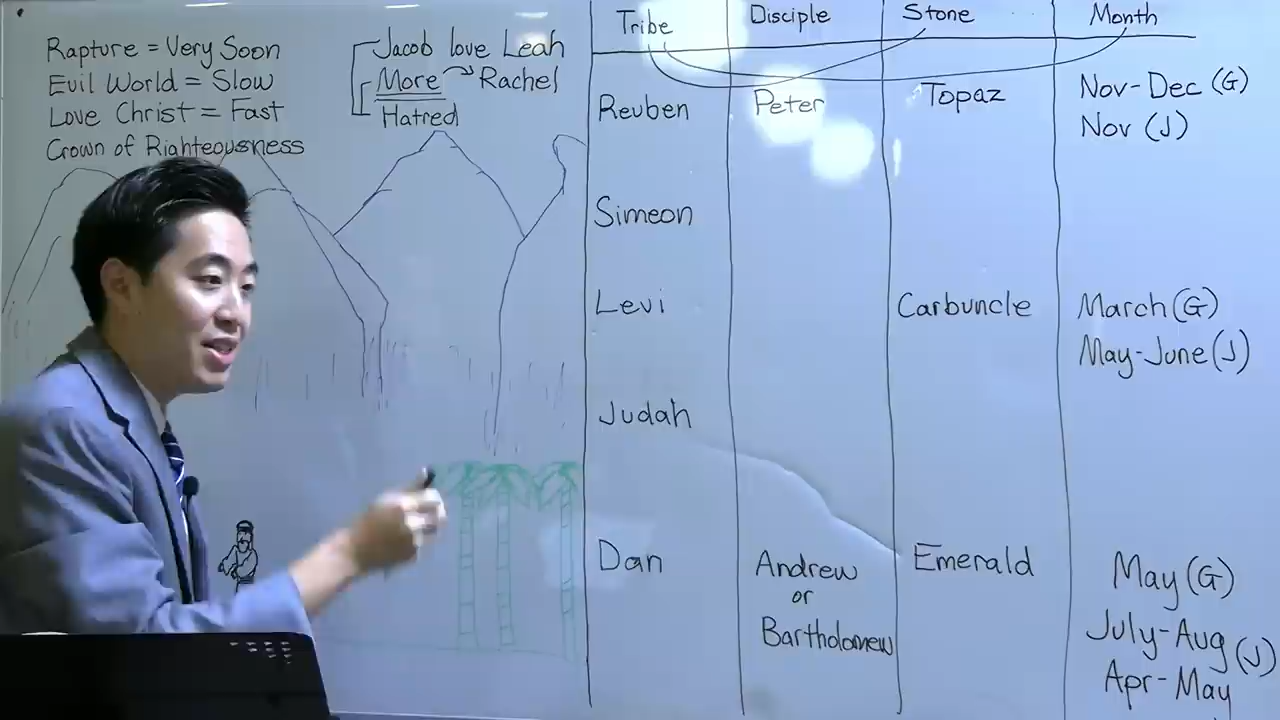 Rapture = Very Soon
Evil World = Slow
Love Christ = Fast
Crown of Righteousness
Jacob love Leah
More Rachel
Hatred
Tribe Disciple Stone Month
Reuben Peter Topaz Nov-Dec (G)
Nov (J)
Simeon
Levi Carbuncle March (G)
May-June (J)
Judah
Dan Andrew Emerald May (G)
or
Bartholomew July-Aug (J)
Apr-May